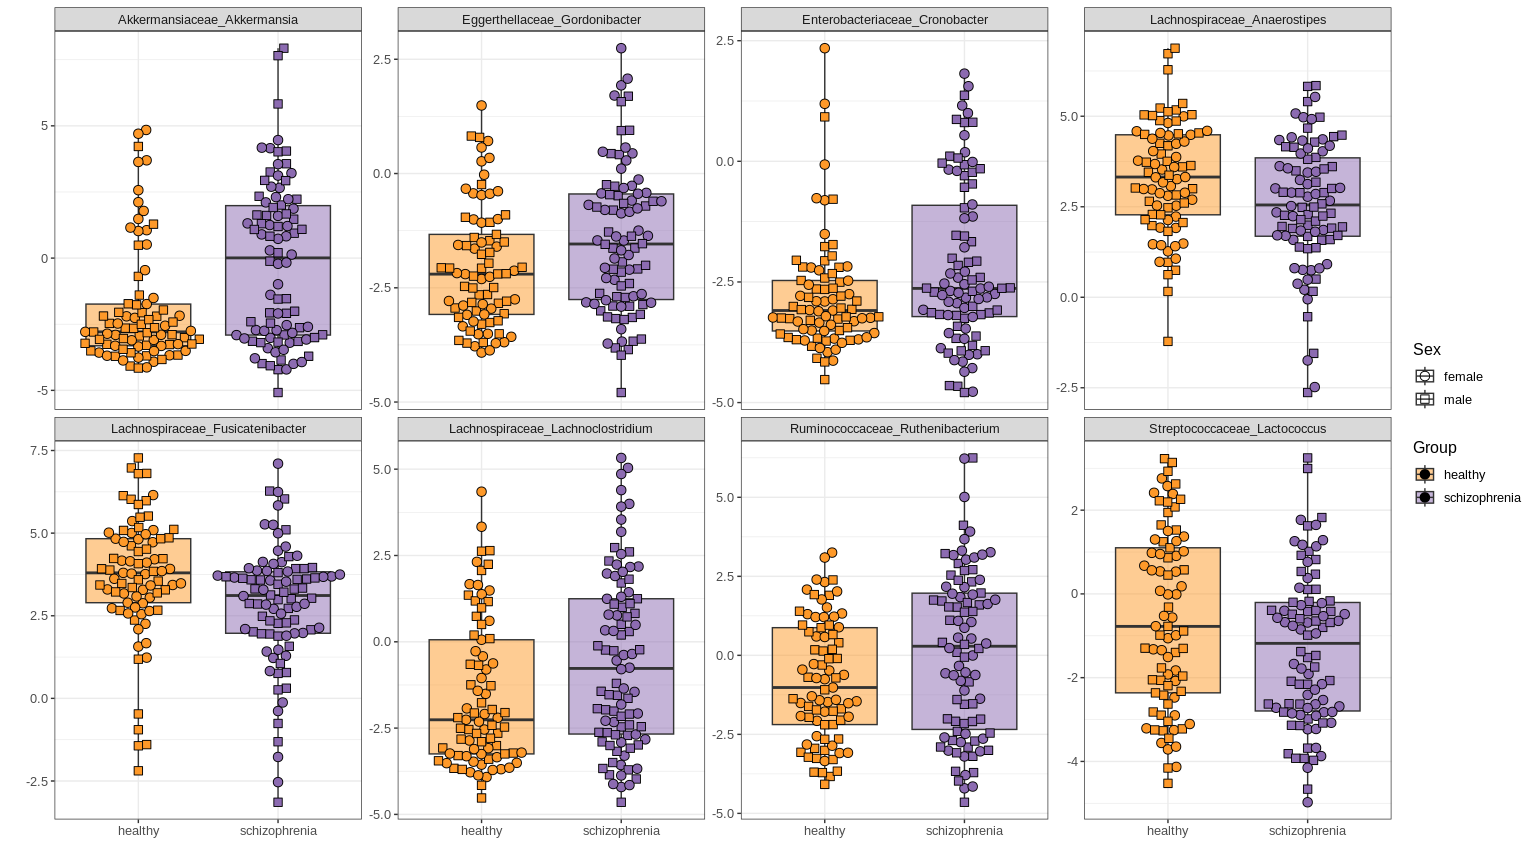 Akkermansiaceae_Akkermansia
Eggerthellaceae_Gordonibacter
Enterobacteriaceae_Cronobacter
Lachnospiraceae_Anaerostipes
5
0
-5
2.5
0.0
-2.5
-5.0
2.5
0.0
-2.5
-5.0
5.0
2.5
0.0
-2.5
Lachnospiraceae_Fusicatenibacter
Lachnospiraceae_Lachnoclostridium
Ruminococcaceae_Ruthenibacterium
Streptococcaceae_Lactococcus
7.5
5.0
2.5
0.0
-2.5
5.0
2.5
0.0
-2.5
-5.0
5.0
2.5
0.0
-2.5
-5.0
2
0
-2
-4
healthy
schizophrenia
healthy
schizophrenia
healthy
schizophrenia
healthy
schizophrenia
Sex
female
male
Group
healthy
schizophrenia